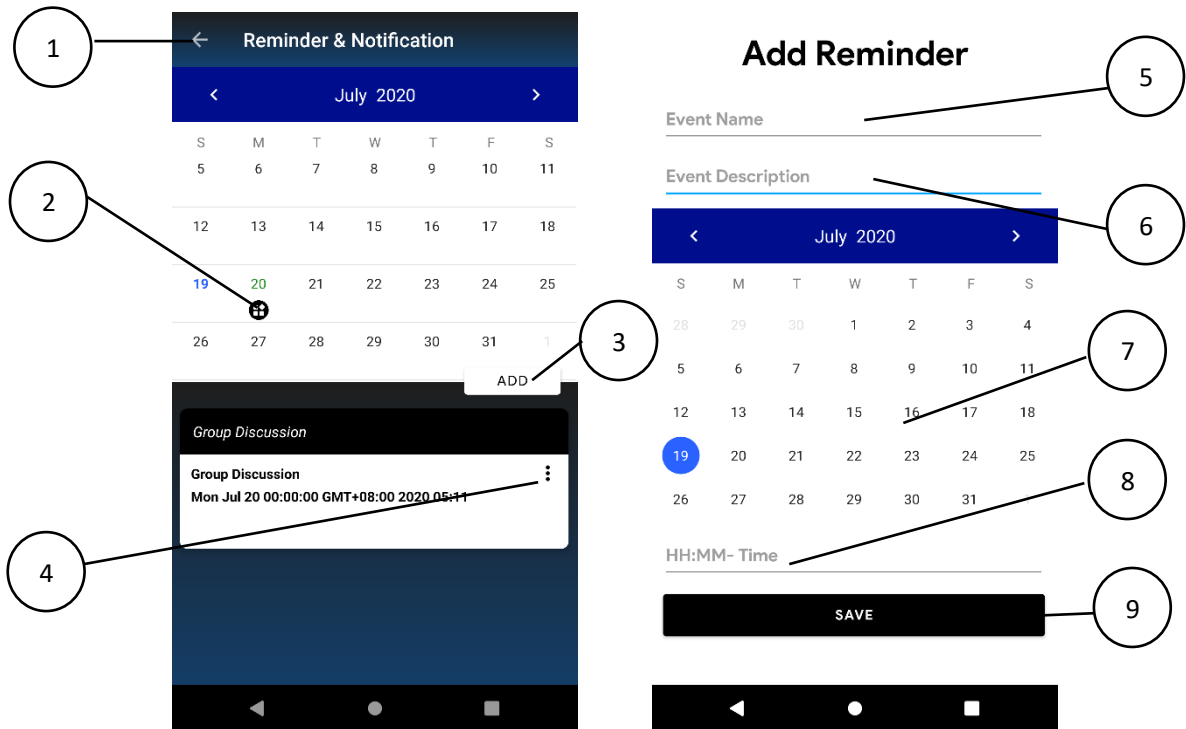 1
Reminder & Notification
July 2020
S M T W T F S
5 6 7 8 9 10 11
12 13 14 15 16 17 18
2
19 20 21 22 23 24 25
26 27 28 29 30 31 1
3
ADD
Group Discussion
Group Discussion
Mon Jul 20 00:00:00 GMT+08:00 2020 05:11
4
Add Reminder
5
Event Name
Event Description
6
July 2020
S M T W T F S
28 29 30 1 2 3 4
7
5 6 7 8 9 10 11
12 13 14 15 16 17 18
19 20 21 22 23 24 25
8
26 27 28 29 30 31
HH:MM- Time
SAVE
9